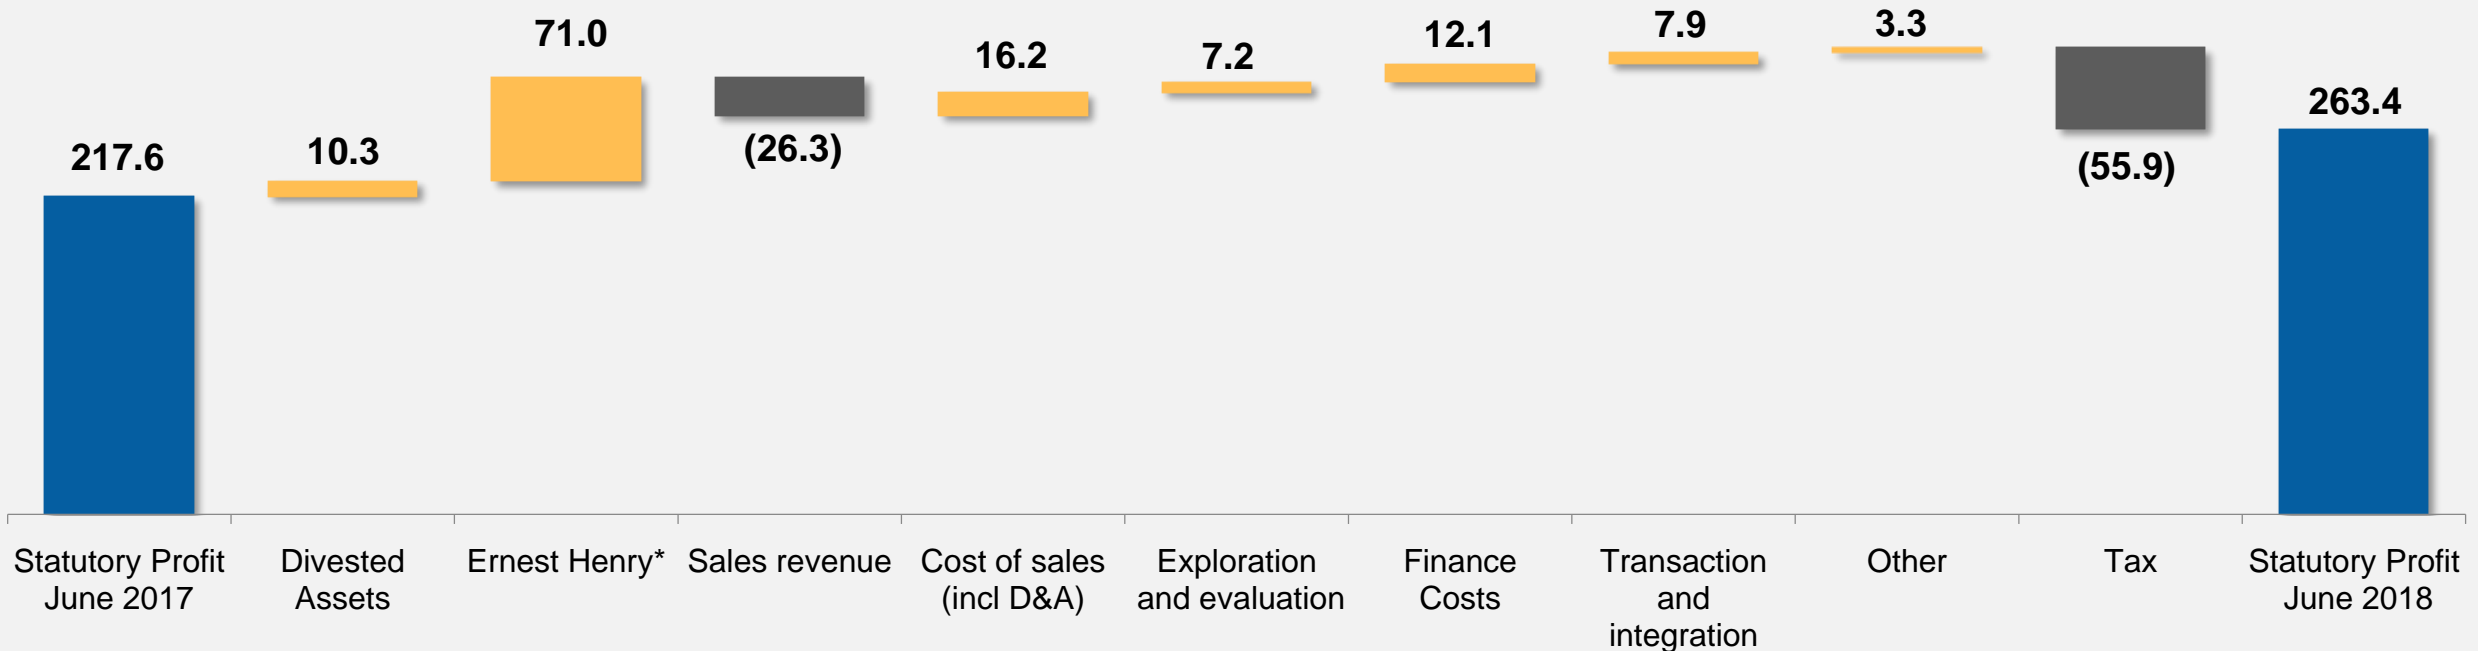 217.6
10.3
71.0
(26.3)
16.2
7.2
12.1
7.9
3.3
(55.9)
263.4
Statutory Profit
June 2017
Divested
Assets
Ernest Henry*
Sales revenue
Cost of sales
(incl D&A)
Exploration
and evaluation
Finance
Costs
Transaction
and
integration
Other
Tax
Statutory Profit
June 2018